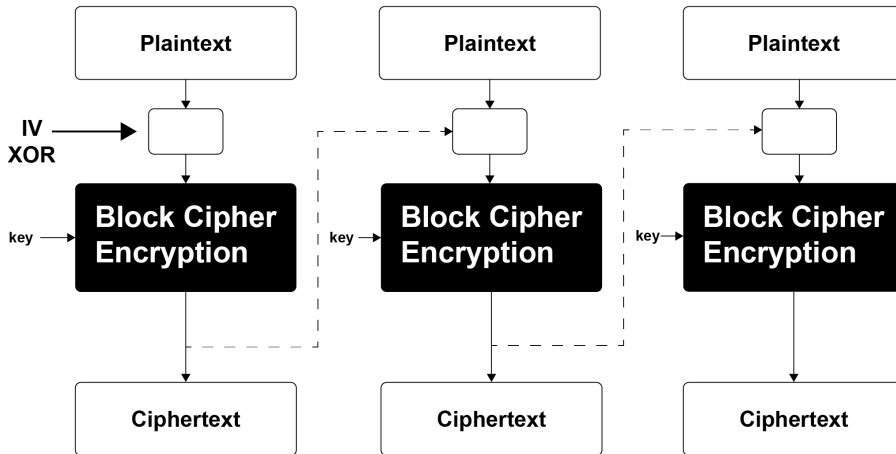 Plaintext
Plaintext
Plaintext
IV
XOR
key
Block Cipher
Encryption
key
Block Cipher
Encryption
key
Block Cipher
Encryption
Ciphertext
Ciphertext
Ciphertext